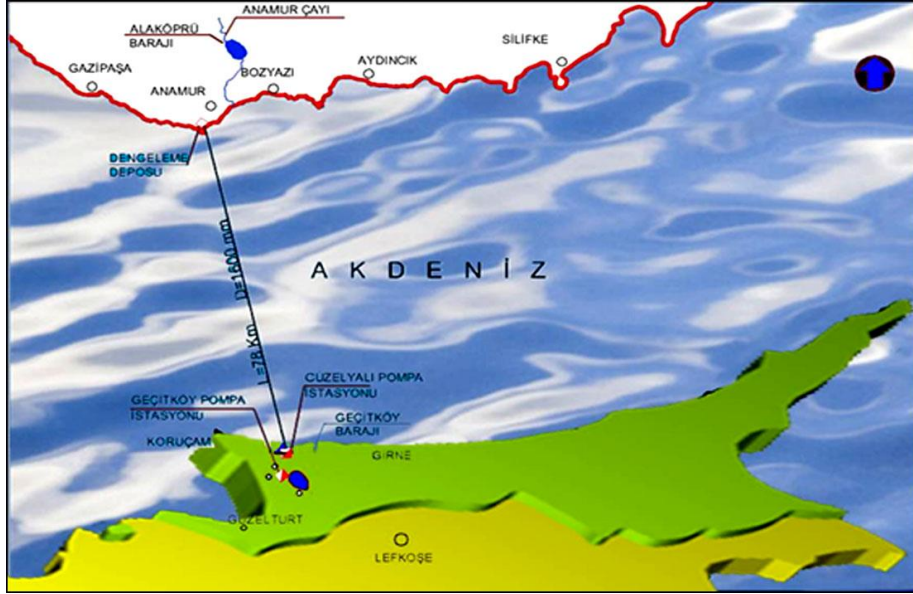 ANAMUR ÇAYI
ALAKÖPRÜ
BARAJI
SİLİFKE
GAZİPAŞA
AYDINCIK
BOZYAZI
ANAMUR
DENGELEME
DEPOSU
L=78 Km D=1600 mm
AKDENİZ
CÜZELYALI POMPA
İSTASYONU
GEÇİTKÖY POMPA
İSTASYONU
GEÇİTKÖY
BARAJI
KORUÇAM
GİRNE
GÜZELTURT
LEFKOŞE